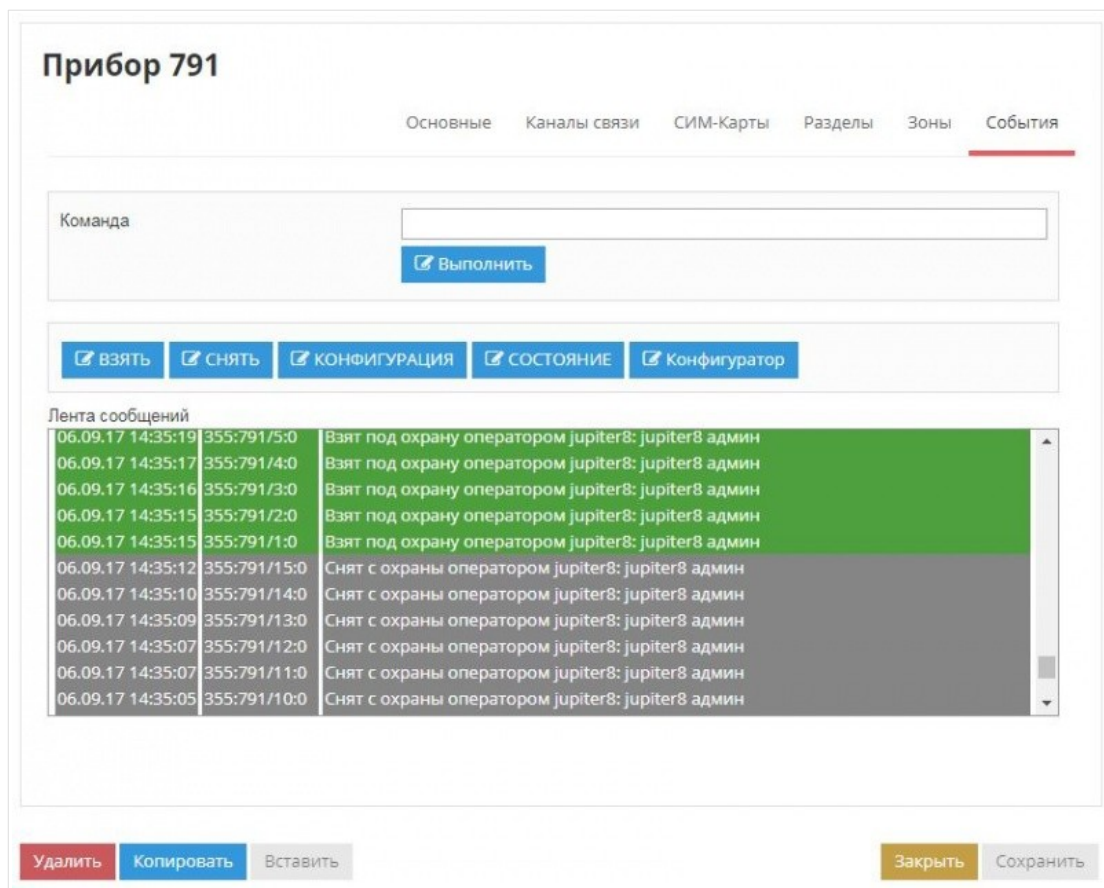 Прибор 791
Основные Каналы связи СИМ-Карты Разделы Зоны События
Команда
Выполнить
ВЗЯТЬ СНЯТЬ КОНФИГУРАЦИЯ СОСТОЯНИЕ Конфигуратор
Лента сообщений
06.09.17 14:35:19 355:791/5:0 Взят под охрану оператором jupiter8: jupiter8 админ
06.09.17 14:35:17 355:791/4:0 Взят под охрану оператором jupiter8: jupiter8 админ
06.09.17 14:35:16 355:791/3:0 Взят под охрану оператором jupiter8: jupiter8 админ
06.09.17 14:35:15 355:791/2:0 Взят под охрану оператором jupiter8: jupiter8 админ
06.09.17 14:35:15 355:791/1:0 Взят под охрану оператором jupiter8: jupiter8 админ
06.09.17 14:35:12 355:791/15:0 Снят с охраны оператором jupiter8: jupiter8 админ
06.09.17 14:35:10 355:791/14:0 Снят с охраны оператором jupiter8: jupiter8 админ
06.09.17 14:35:09 355:791/13:0 Снят с охраны оператором jupiter8: jupiter8 админ
06.09.17 14:35:07 355:791/12:0 Снят с охраны оператором jupiter8: jupiter8 админ
06.09.17 14:35:07 355:791/11:0 Снят с охраны оператором jupiter8: jupiter8 админ
06.09.17 14:35:05 355:791/10:0 Снят с охраны оператором jupiter8: jupiter8 админ
Удалить Копировать Вставить Закрыть Сохранить